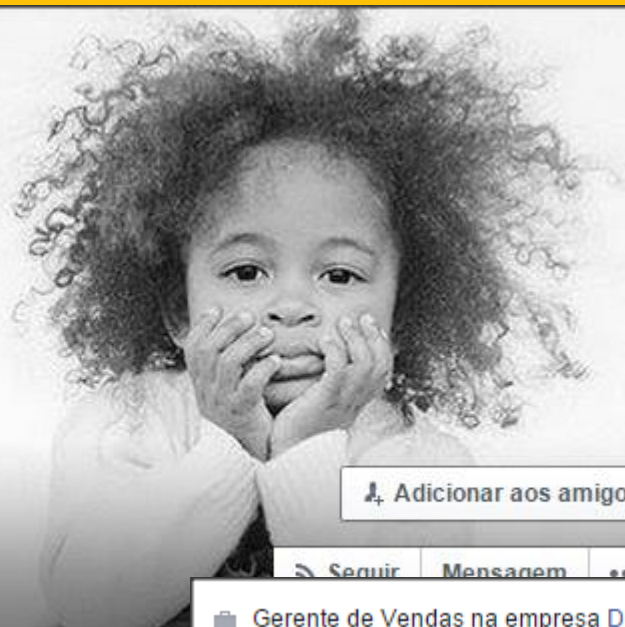 Adicionar aos amigo
Seguir Mensagem
Gerente de Vendas na empresa D